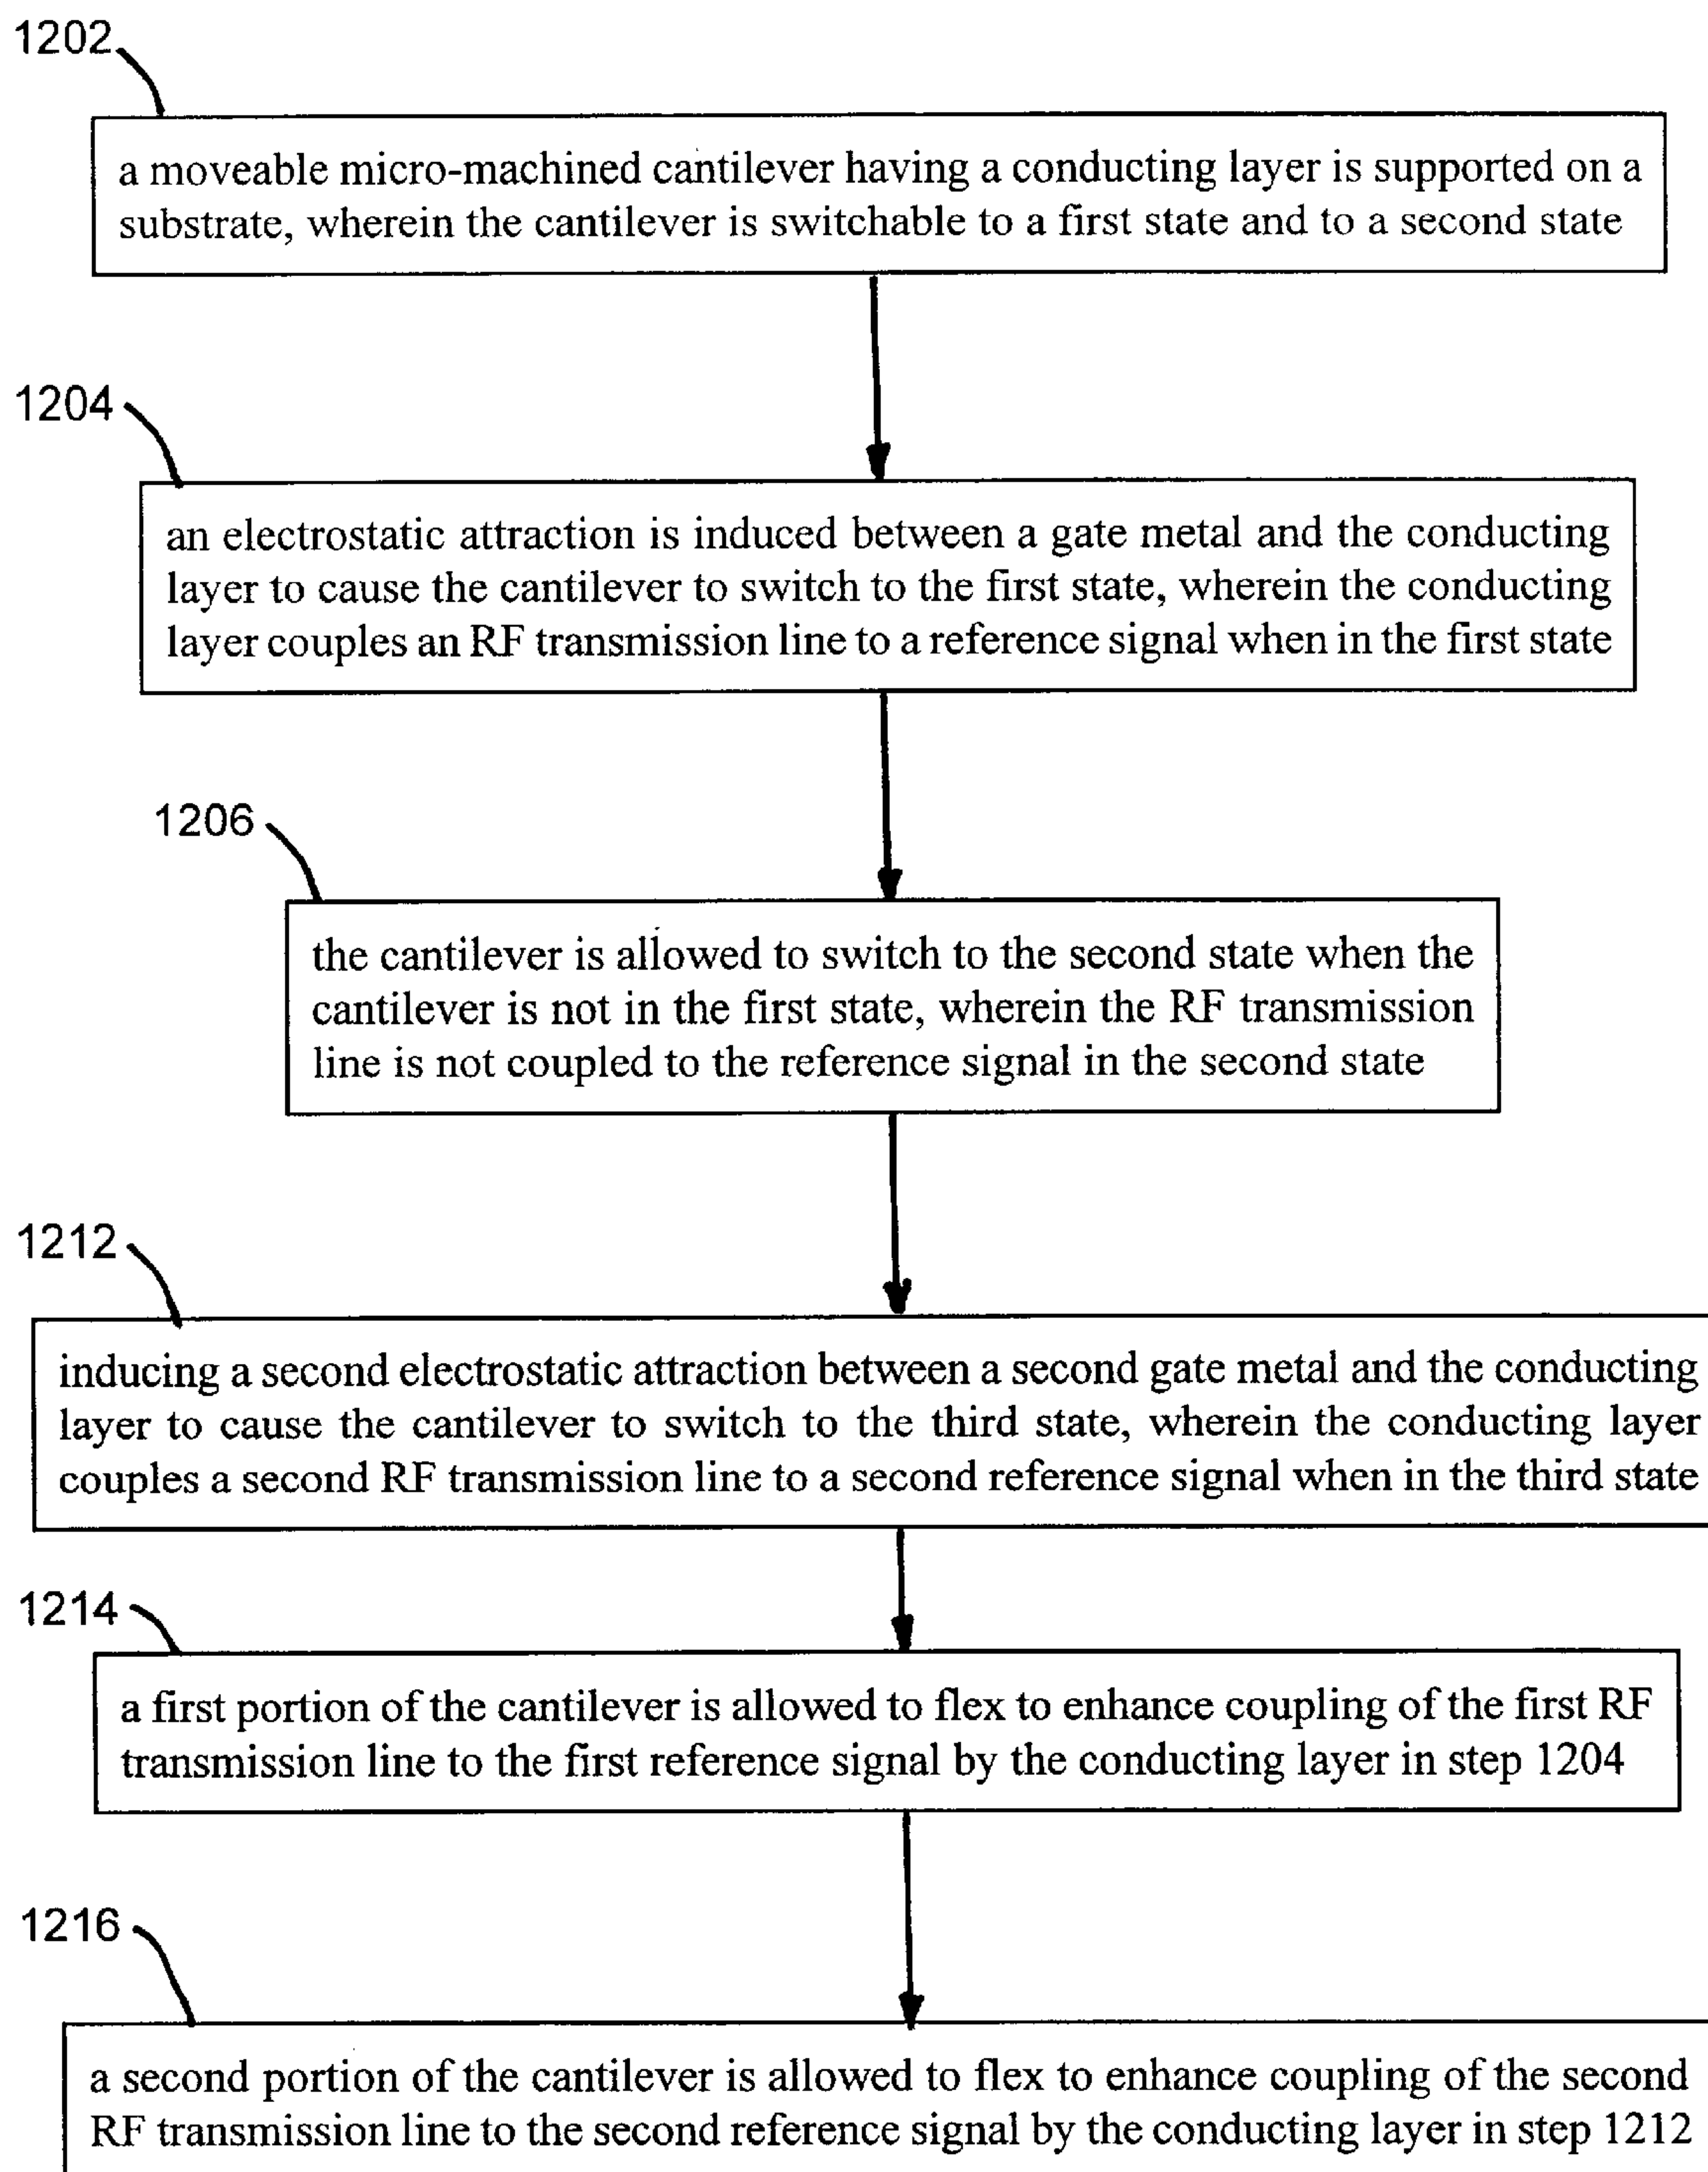 1202
a moveable micro-machined cantilever having a conducting layer is supported on a
substrate, wherein the cantilever is switchable to a first state and to a second state
1204
an electrostatic attraction is induced between a gate metal and the conducting
layer to cause the cantilever to switch to the first state, wherein the conducting
layer couples an RF transmission line to a reference signal when in the first state
1206
the cantilever is allowed to switch to the second state when the
cantilever is not in the first state, wherein the RF transmission
line is not coupled to the reference signal in the second state
1212
inducing a second electrostatic attraction between a second gate metal and the conducting
layer to cause the cantilever to switch to the third state, wherein the conducting layer
couples a second RF transmission line to a second reference signal when in the third state
1214
a first portion of the cantilever is allowed to flex to enhance coupling of the first RF
transmission line to the first reference signal by the conducting layer in step 1204
1216
a second portion of the cantilever is allowed to flex to enhance coupling of the second
RF transmission line to the second reference signal by the conducting layer in step 1212